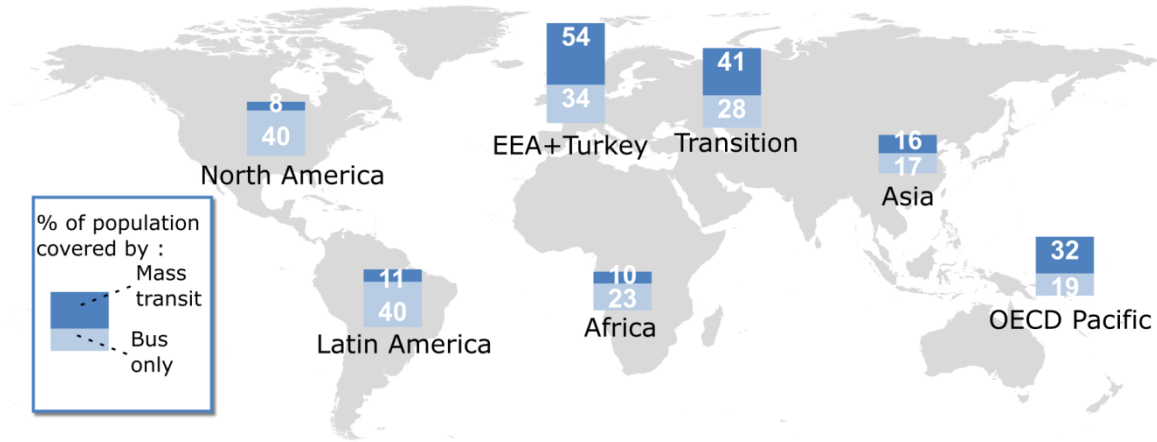 54
34
EEA+Turkey
41
28
Transition
8
40
North America
16
17
Asia
% of population
covered by :
Mass
transit
Bus
only
11
40
Latin America
10
23
Africa
32
19
OECD Pacific